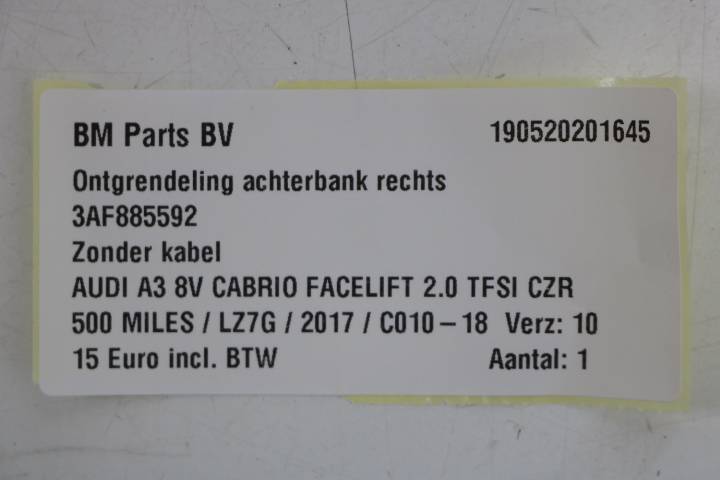 BM Parts BV 190520201645
Ontgrendeling achterbank rechts
3AF885592
Zonder kabel
AUDI A3 8V CABRIO FACELIFT 2.0 TFSI CZR
500 MILES / LZ7G / 2017 / C010-18 Verz: 10
15 Euro incl. BTW Aantal: 1